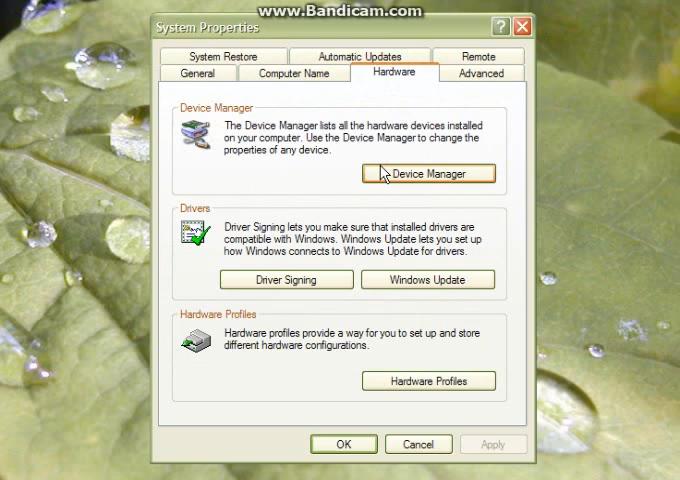 www.Bandicam.com
System Properties
System Restore
Automatic Updates
Remote
General
Computer Name
Hardware
Advanced
Device Manager
The Device Manager lists all the hardware devices installed
on your computer. Use the Device Manager to change the
properties of any device.
Device Manager
Drivers
Driver Signing lets you make sure that installed drivers are
compatible with Windows. Windows Update lets you set up
how Windows connects to Windows Update for drivers.
Driver Signing
Windows Update
Hardware Profiles
Hardware profiles provide a way for you to set up and store
different hardware configurations.
Hardware Profiles
OK
Cancel
Apply